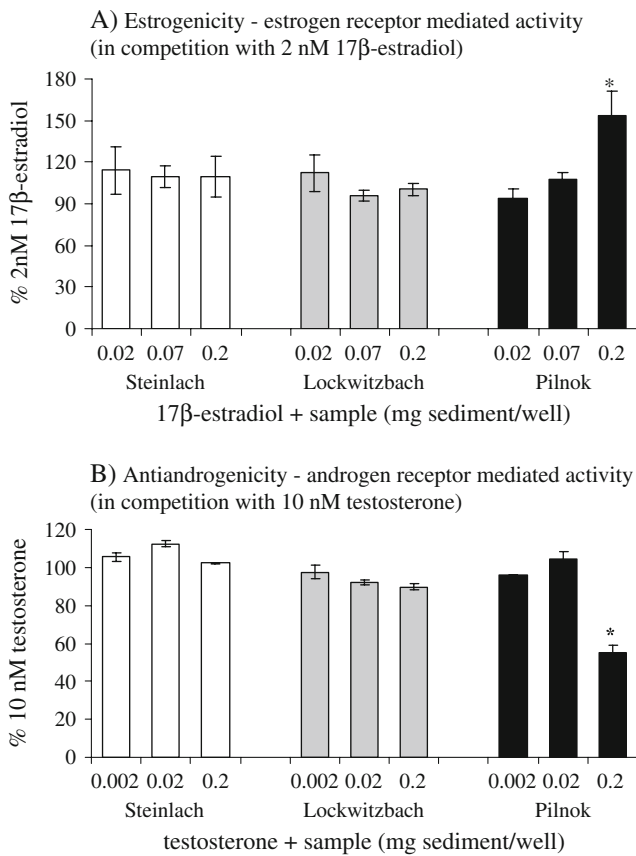 A) Estrogenicity - estrogen receptor mediated activity
(in competition with 2 nM 17β-estradiol)
% 2nM 17β-estradiol
180
150
120
90
60
30
0
*
0.02 0.07 0.2 0.02 0.07 0.2 0.02 0.07 0.2
Steinlach Lockwitzbach Pilnok
17β-estradiol + sample (mg sediment/well)
B) Antiandrogenicity - androgen receptor mediated activity
(in competition with 10 nM testosterone)
% 10 nM testosterone
120
100
80
60
40
20
0
*
0.002 0.02 0.2 0.002 0.02 0.2 0.002 0.02 0.2
Steinlach Lockwitzbach Pilnok
testosterone + sample (mg sediment/well)